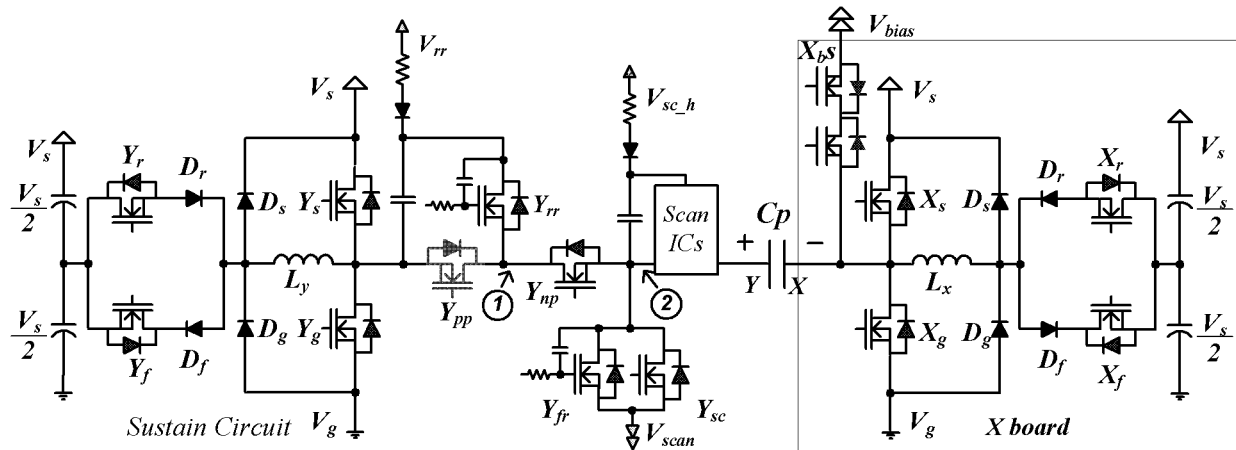 V_rr
V_s
V_sc_h
V_bias
X_bs
V_s
V_s
V_s/2
V_s/2
Y_r
D_r
D_s
Y_s
Y_rr
Scan
ICs
Cp
+
−
X_s
D_s
D_r
X_r
V_s
V_s/2
L_y
Y_pp
1
Y_np
2
Y
X
L_x
Y_f
D_f
D_g
Y_g
X_g
D_g
D_f
X_f
V_s/2
Y_fr
Y_sc
V_scan
Sustain Circuit
V_g
V_g
X board